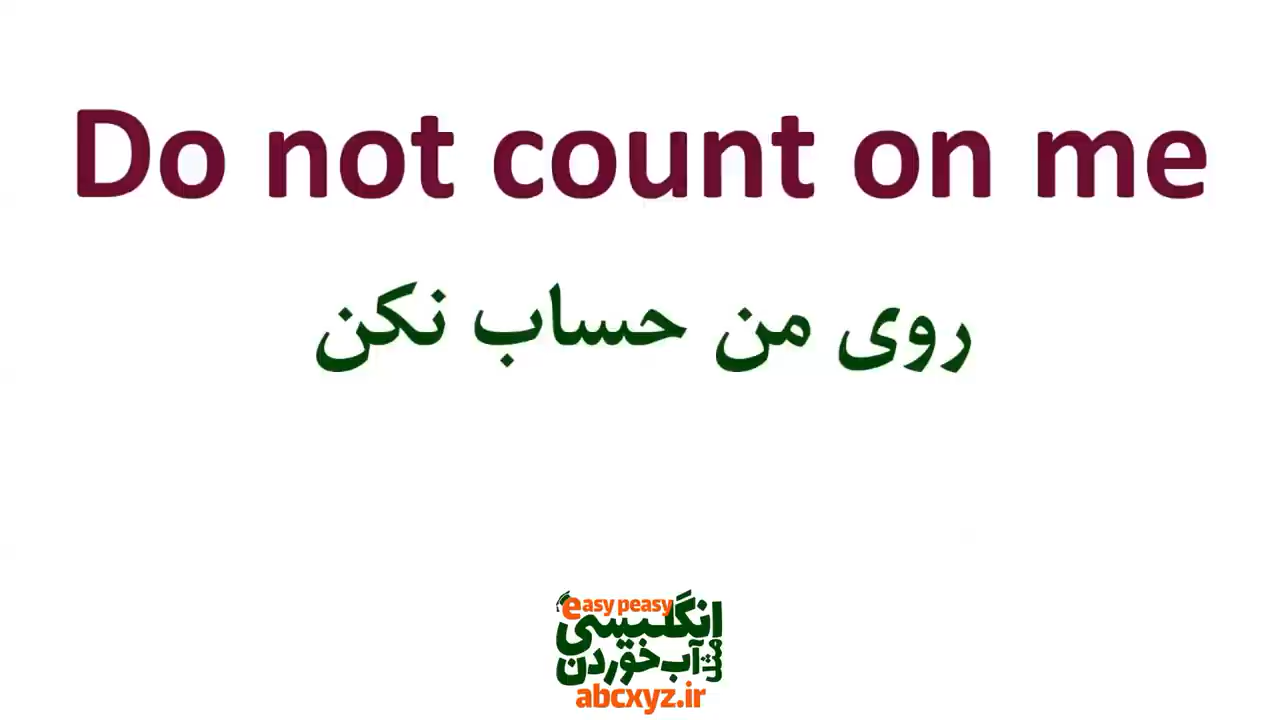 Do not count on me
روی من حساب نکن
easy peasy
انگلیسی
مثل آب خوردن
abcxyz.ir